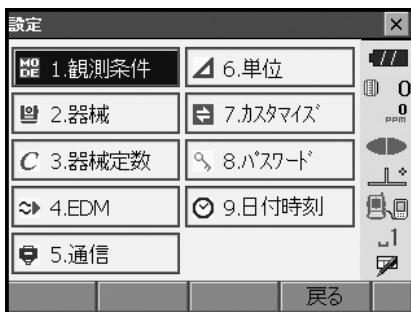 設定
MODE 1.観測条件
2.器械
C 3.器械定数
4.EDM
5.通信
6.単位
7.ｶｽﾀﾏｲｽﾞ
8.ﾊﾟｽﾜｰﾄﾞ
9.日付時刻
0
0
ppm
1
戻る